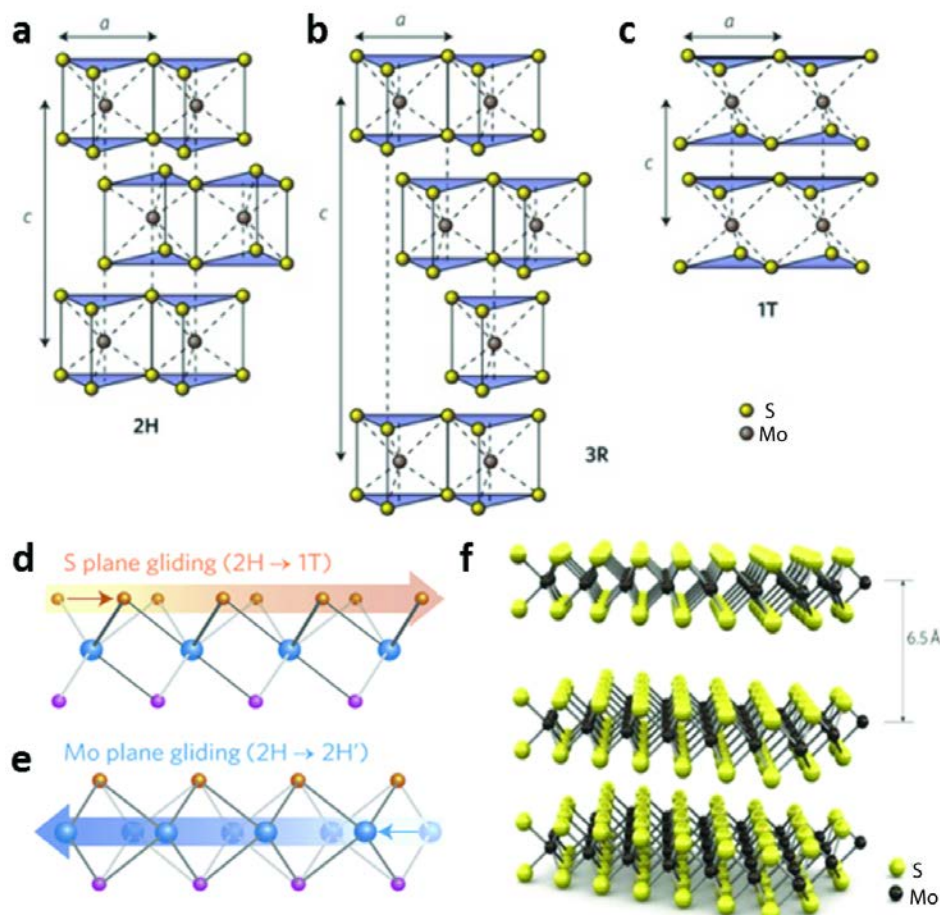 a
a
c
2H
b
a
c
3R
c
a
c
1T
S
Mo
d
S plane gliding (2H → 1T)
e
Mo plane gliding (2H → 2H′)
f
6.5 Å
S
Mo